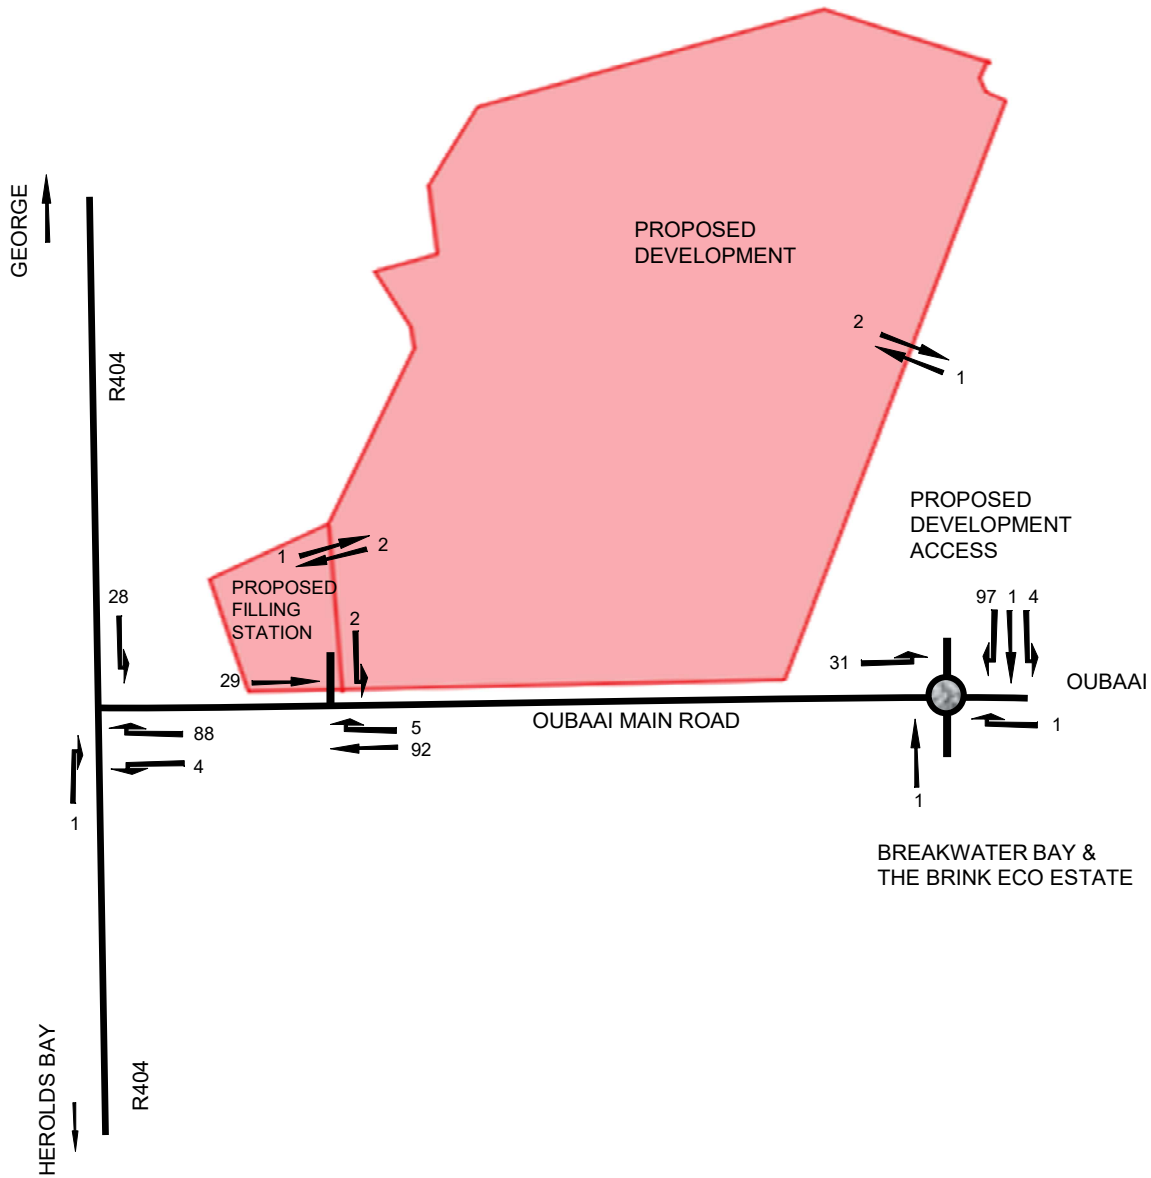 GEORGE
R404
PROPOSED
DEVELOPMENT
2
1
PROPOSED
DEVELOPMENT
ACCESS
1
2
PROPOSED
FILLING
STATION
28
2
97 1 4
29
31
OUBAAI
OUBAAI MAIN ROAD
88
5
1
4
92
1
1
BREAKWATER BAY &
THE BRINK ECO ESTATE
HEROLDS BAY
R404